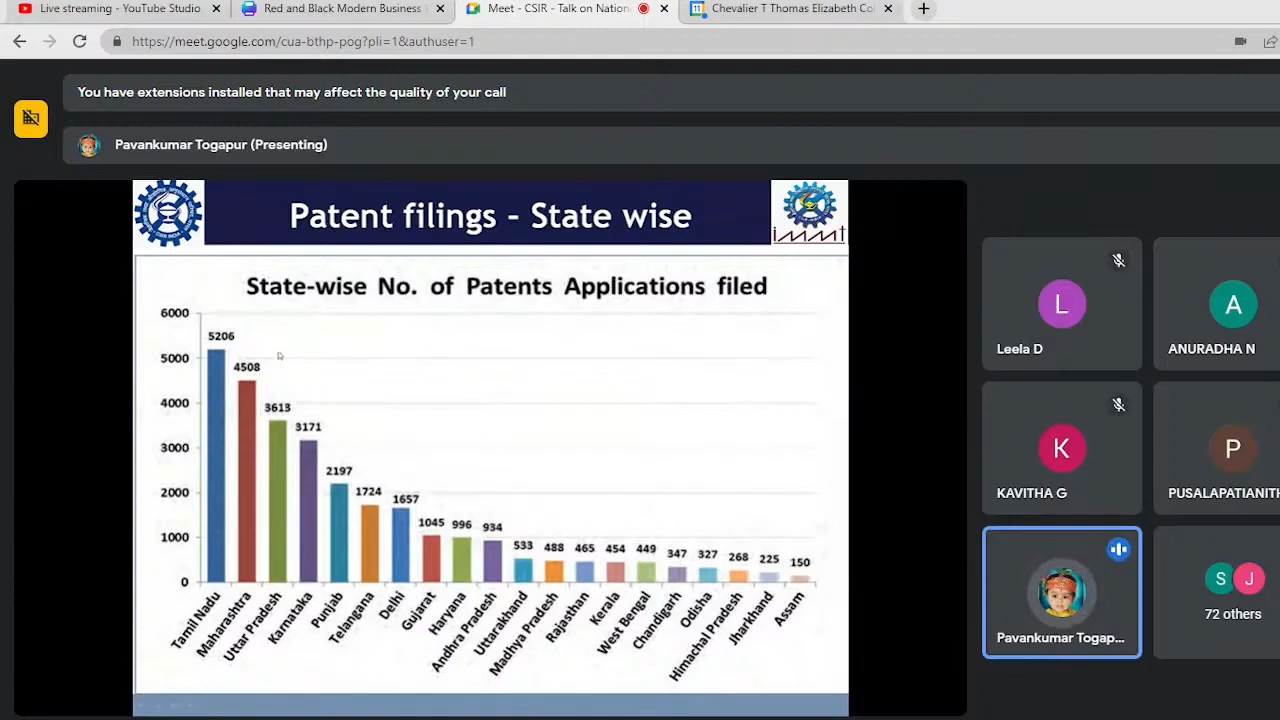 Live streaming - YouTube Studio
Red and Black Modern Business
Meet - CSIR - Talk on Nation
Chevalier T Thomas Elizabeth Col
https://meet.google.com/cua-bthp-pog?pli=1&authuser=1
You have extensions installed that may affect the quality of your call
Pavankumar Togapur (Presenting)
Patent filings - State wise
immt
State-wise No. of Patents Applications filed
6000
5000
4000
3000
2000
1000
0
5206
4508
3613
3171
2197
1724
1657
1045
996
934
533
488
465
454
449
347
327
268
225
150
Tamil Nadu
Maharashtra
Uttar Pradesh
Karnataka
Punjab
Telangana
Delhi
Gujarat
Haryana
Andhra Pradesh
Uttarakhand
Madhya Pradesh
Rajasthan
Kerala
West Bengal
Chandigarh
Odisha
Himachal Pradesh
Jharkhand
Assam
L
Leela D
A
ANURADHA N
K
KAVITHA G
P
PUSALAPATIANITH
Pavankumar Togap...
S
J
72 others